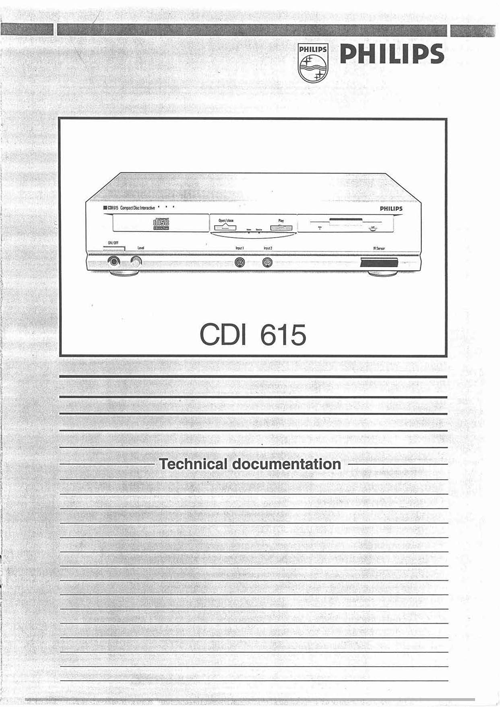 PHILIPS
PHILIPS
CDI 615 Compact Disc Interactive
PHILIPS
Open/close
Play
ON/OFF
Level
Input 1
Input 2
IR Sensor
CDI 615
Technical documentation